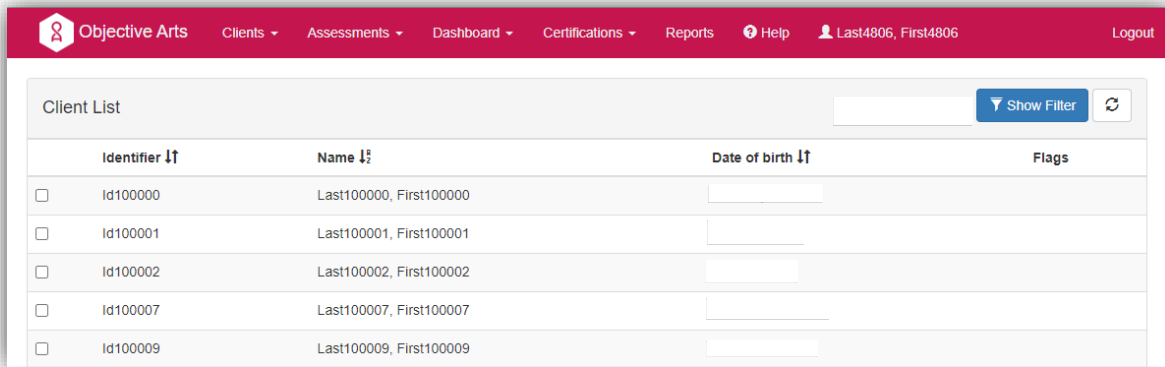 Objective Arts Clients Assessments Dashboard Certifications Reports Help Last4806, First4806 Logout
Client List Show Filter
Identifier Name Date of birth Flags
Id100000 Last100000, First100000
Id100001 Last100001, First100001
Id100002 Last100002, First100002
Id100007 Last100007, First100007
Id100009 Last100009, First100009